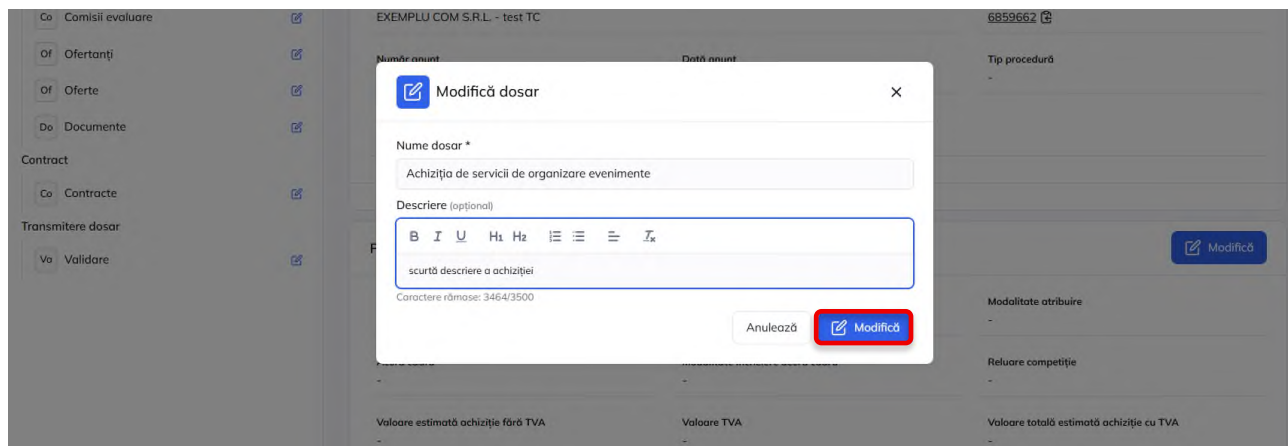 Co Comisii evaluare
EXEMPLU COM S.R.L. - test TC
6859662
Of Ofertanți
Număr anunț
Dată anunț
Tip procedură
-
Of Oferte
Modifică dosar
Do Documente
Nume dosar *
Contract
Achiziția de servicii de organizare evenimente
Co Contracte
Descriere (opțional)
Transmitere dosar
B I U H1 H2
Modifică
Va Validare
scurtă descriere a achiziției
Caractere rămase: 3464/3500
Modalitate atribuire
-
Anulează
Modifică
Reluare competiție
-
-
-
Valoare estimată achiziție fără TVA
Valoare TVA
Valoare totală estimată achiziție cu TVA
-
-
-